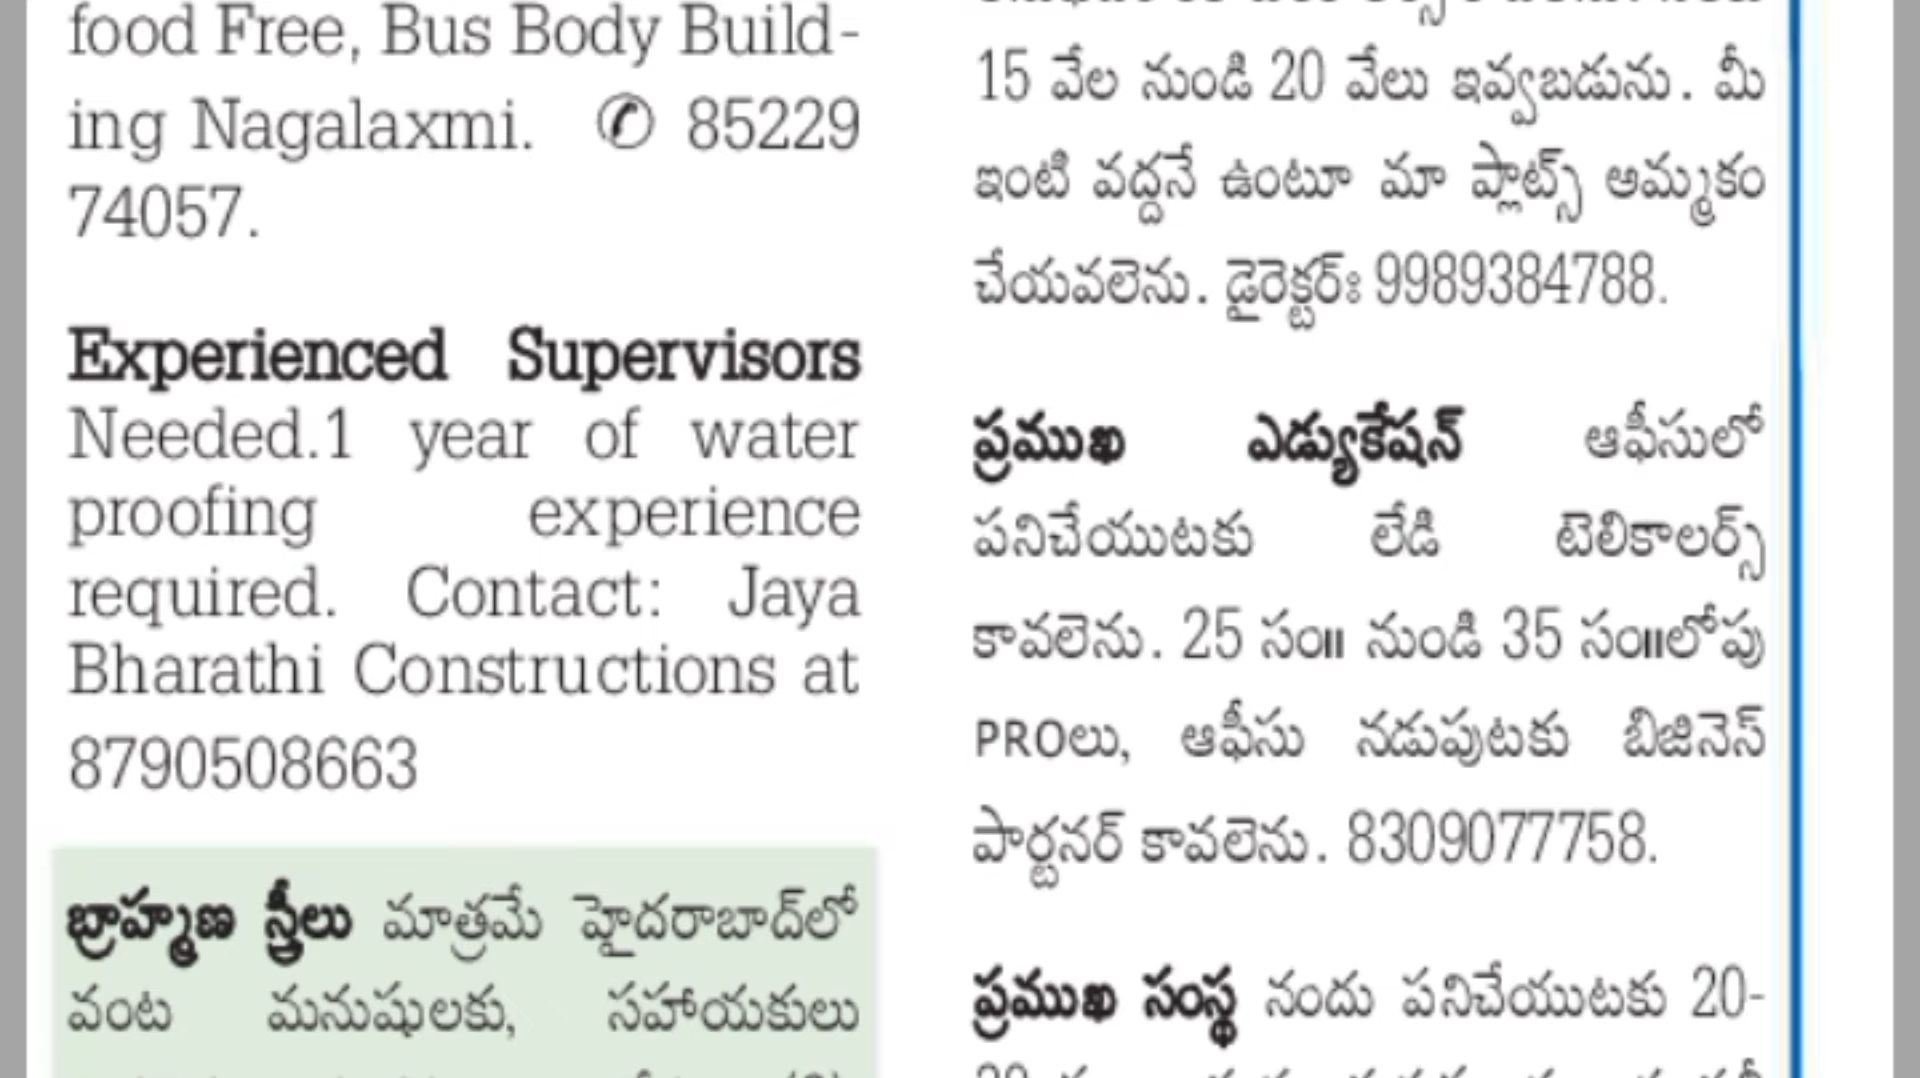 food Free, Bus Body Build-
ing Nagalaxmi. ✆ 85229
74057.
Experienced Supervisors
Needed.1 year of water
proofing experience
required. Contact: Jaya
Bharathi Constructions at
8790508663
బ్రాహ్మణ స్త్రీలు మాత్రమే హైదరాబాద్‌లో
వంట మనుషులకు, సహాయకులు
15 వేల నుండి 20 వేలు ఇవ్వబడును. మీ
ఇంటి వద్దనే ఉంటూ మా ప్లాట్స్ అమ్మకం
చేయవలెను. డైరెక్టర్: 9989384788.
ప్రముఖ ఎడ్యుకేషన్ ఆఫీసులో
పనిచేయుటకు లేడి టెలికాలర్స్
కావలెను. 25 సం౹౹ నుండి 35 సం౹౹లోపు
PROలు, ఆఫీసు నడుపుటకు బిజినెస్
పార్టనర్ కావలెను. 8309077758.
ప్రముఖ సంస్థ నందు పనిచేయుటకు 20-